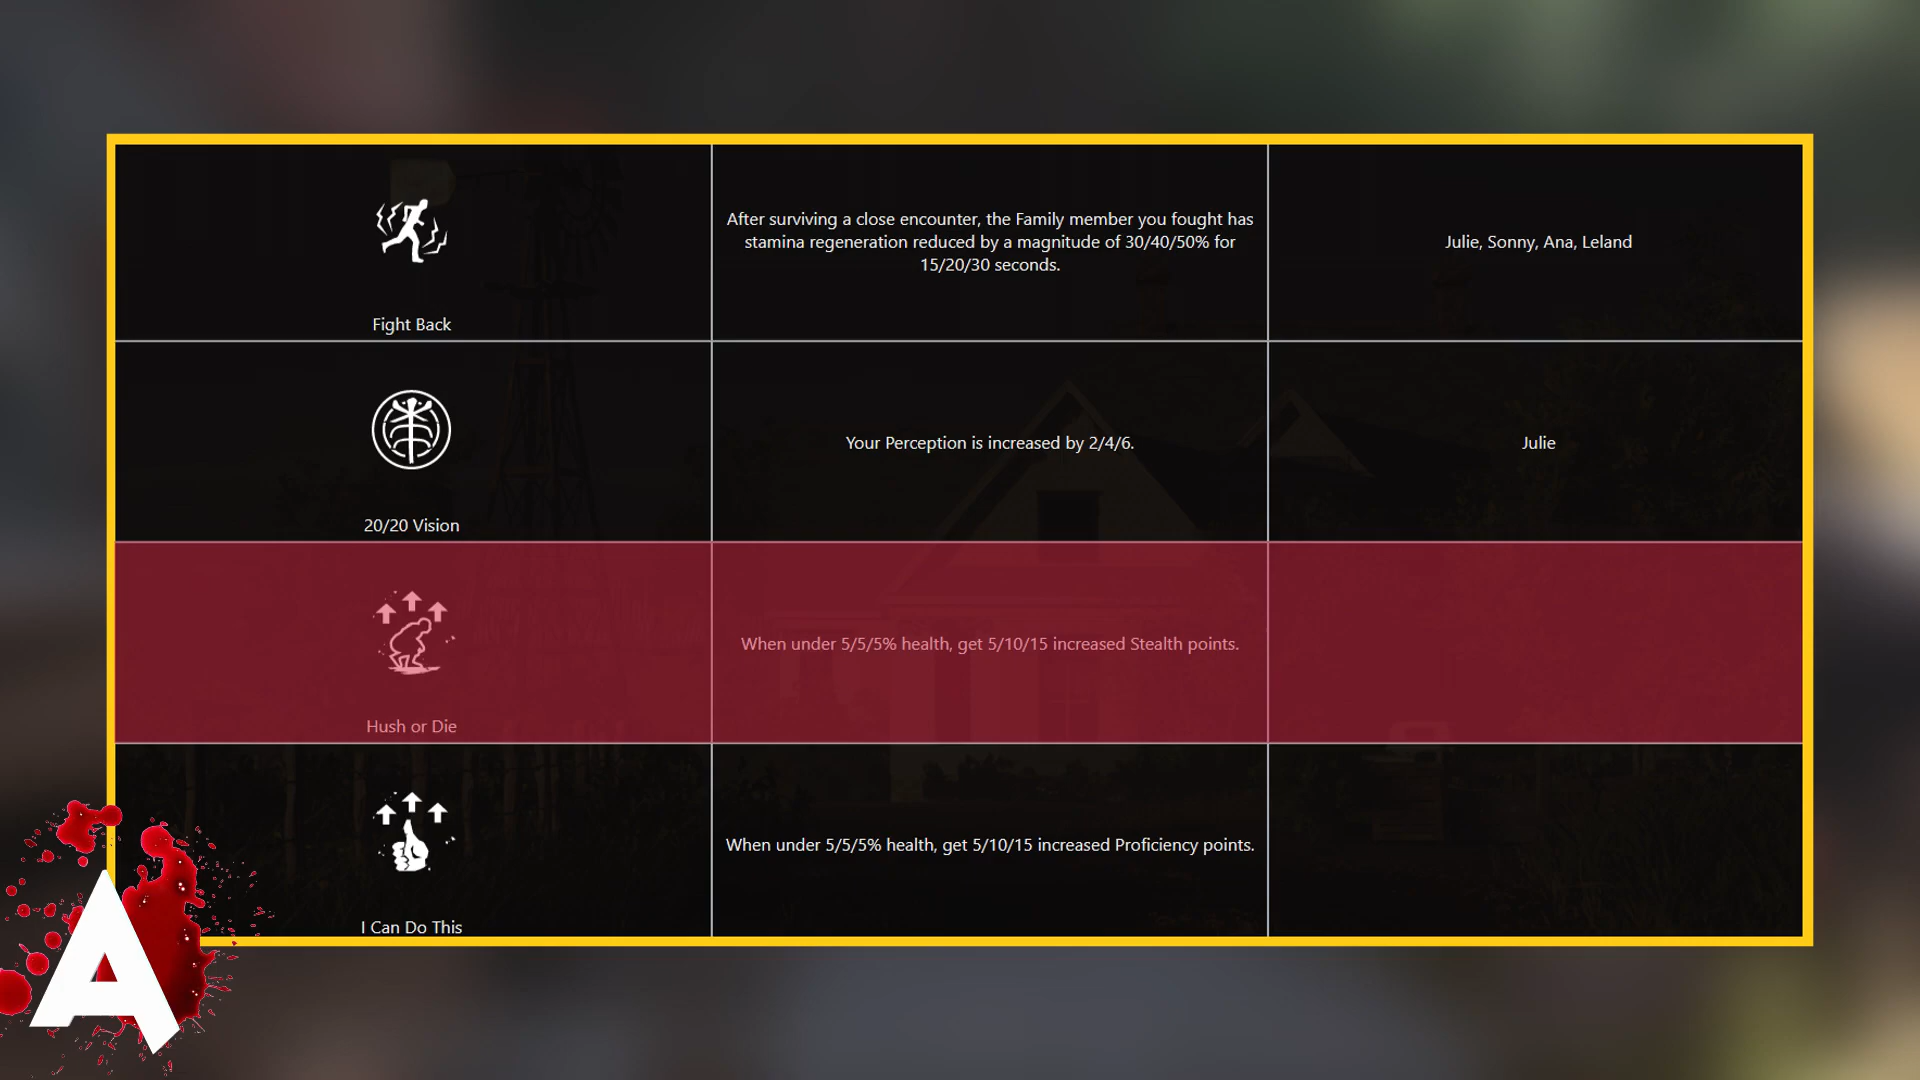 After surviving a close encounter, the Family member you fought has
stamina regeneration reduced by a magnitude of 30/40/50% for
15/20/30 seconds.
Julie, Sonny, Ana, Leland
Fight Back
Your Perception is increased by 2/4/6.
Julie
20/20 Vision
When under 5/5/5% health, get 5/10/15 increased Stealth points.
Hush or Die
When under 5/5/5% health, get 5/10/15 increased Proficiency points.
I Can Do This
A